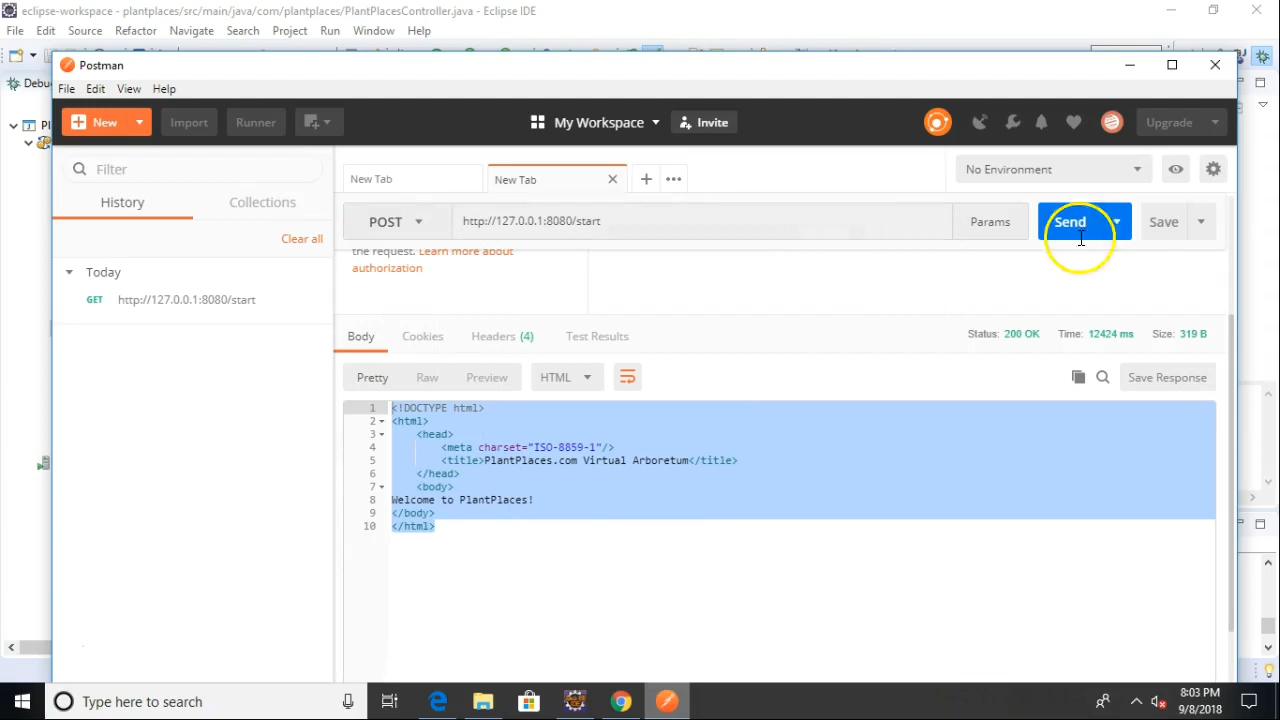 eclipse-workspace - plantplaces/src/main/java/com/plantplaces/PlantPlacesController.java - Eclipse IDE
File Edit Source Refactor Navigate Search Project Run Window Help
Postman
File Edit View Help
Debu
New Import Runner My Workspace Invite Upgrade
Filter
New Tab New Tab No Environment
History Collections
POST http://127.0.0.1:8080/start Params Send Save
Clear all
the request. Learn more about
authorization
Today
GET http://127.0.0.1:8080/start
Body Cookies Headers (4) Test Results Status: 200 OK Time: 12424 ms Size: 319 B
Pretty Raw Preview HTML Save Response
1 <!DOCTYPE html>
2 <html>
3 <head>
4 <meta charset="ISO-8859-1"/>
5 <title>PlantPlaces.com Virtual Arboretum</title>
6 </head>
7 <body>
8 Welcome to PlantPlaces!
9 </body>
10 </html>
Type here to search
8:03 PM
9/8/2018